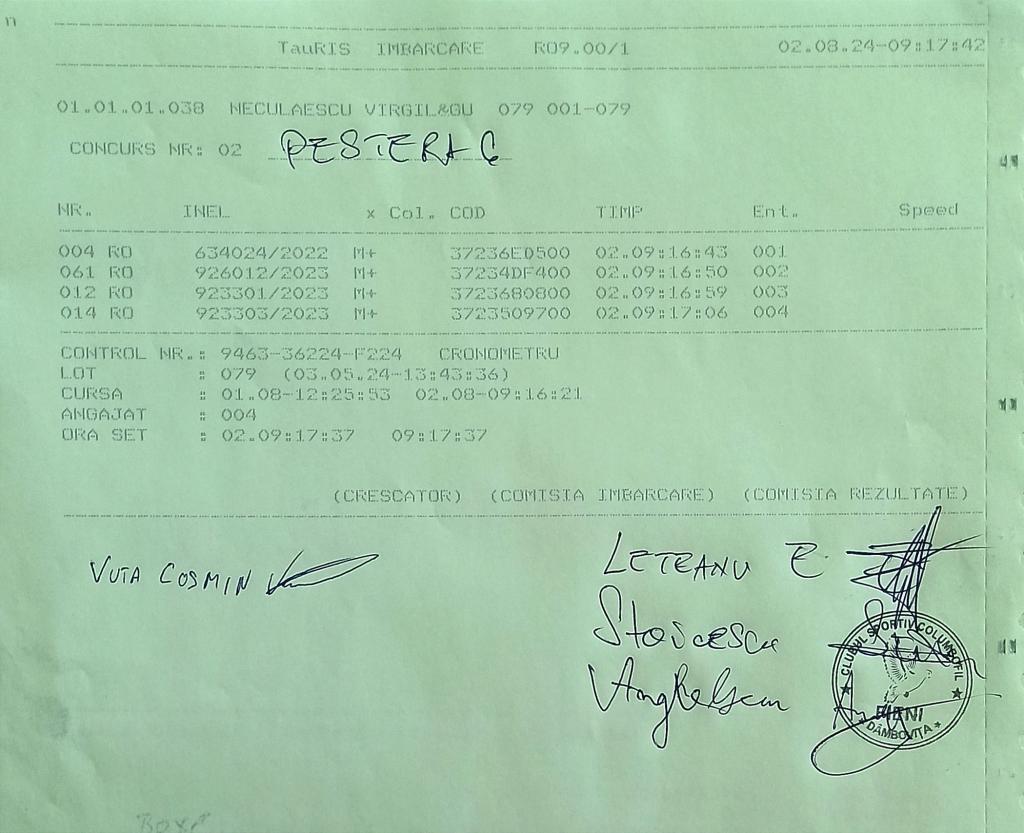 TauRIS IMBARCARE RO9.00/1 02.08.24-09:17:42
01.01.01.038 NECULAESCU VIRGIL&GU 079 001-079
CONCURS NR: 02 PESTERA C
NR. INEL x Col. COD TIMP Ent. Speed
004 RO 634024/2022 M+ 37236ED500 02.09:16:43 001
061 RO 926012/2023 M+ 37234DF400 02.09:16:50 002
012 RO 923301/2023 M+ 3723680800 02.09:16:59 003
014 RO 923303/2023 M+ 3723509700 02.09:17:06 004
CONTROL NR.: 9463-36224-F224 CRONOMETRU
LOT : 079 (03.05.24-13:43:36)
CURSA : 01.08-12:25:53 02.08-09:16:21
ANGAJAT : 004
ORA SET : 02.09:17:37 09:17:37
(CRESCATOR) (COMISIA IMBARCARE) (COMISIA REZULTATE)
VUTA COSMIN
LETEANU E.
Stoicescu
CLUBUL SPORTIV COLUMBOFIL
DÂMBOVIȚA